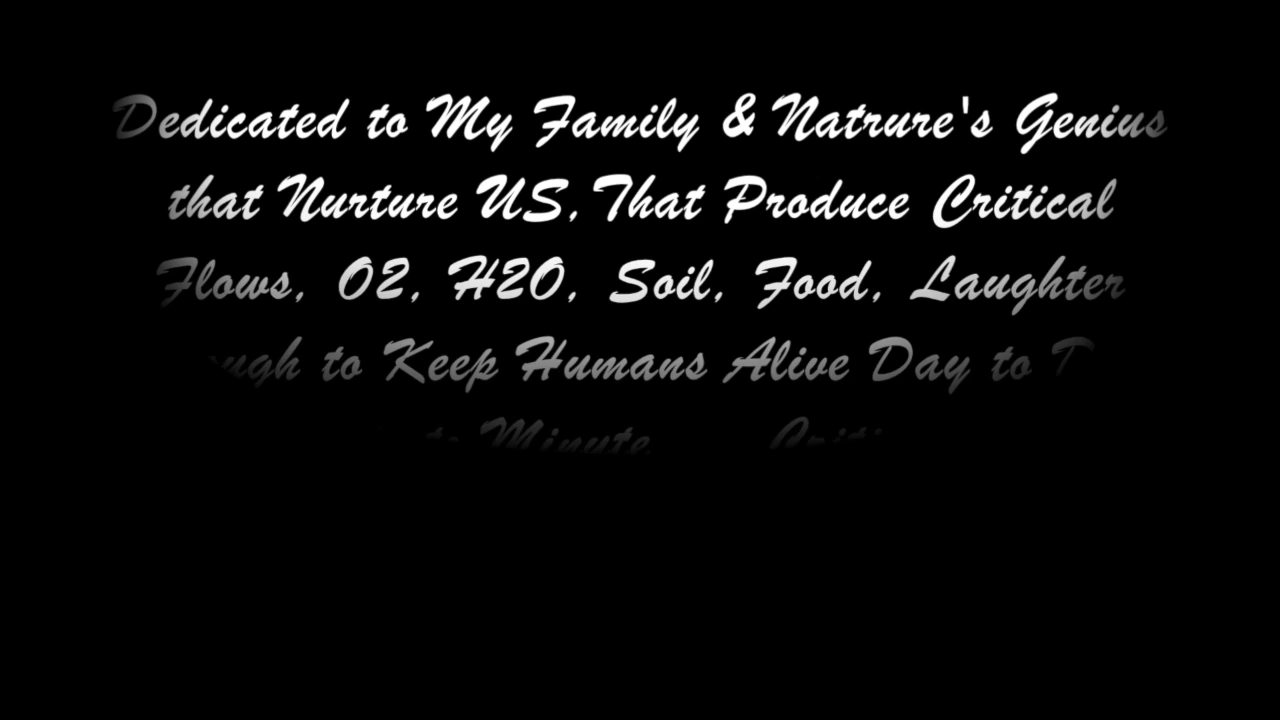 Dedicated to My Family & Natrure's Genius
that Nurture US, That Produce Critical
Flows, O2, H2O, Soil, Food, Laughter
to Keep Humans Alive Day to
to Minute